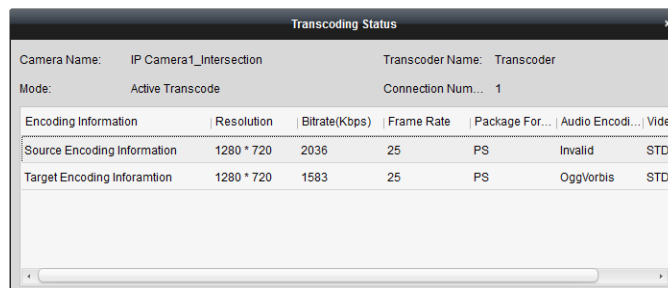 Transcoding Status
Camera Name: IP Camera1_Intersection Transcoder Name: Transcoder
Mode: Active Transcode Connection Num... 1
Encoding Information Resolution Bitrate(Kbps) Frame Rate Package For... Audio Encodi... Vide
Source Encoding Information 1280 * 720 2036 25 PS Invalid STD
Target Encoding Inforamtion 1280 * 720 1583 25 PS OggVorbis STD